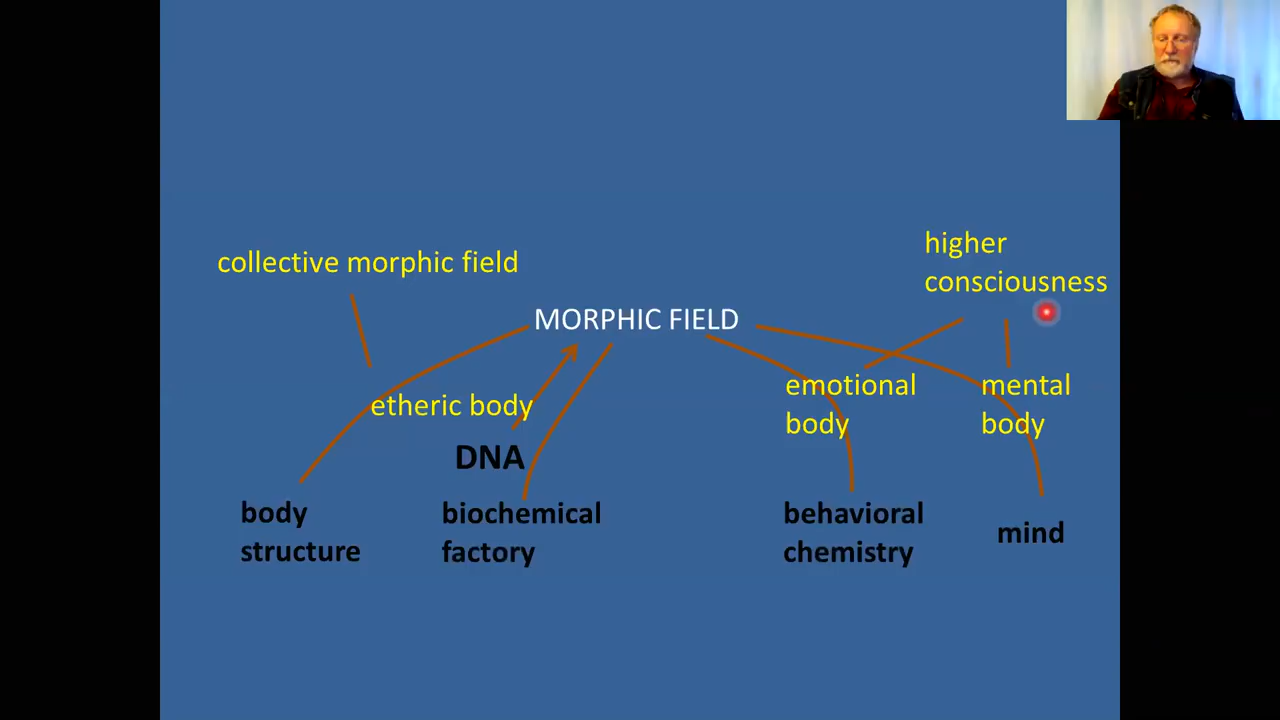 higher
consciousness
collective morphic field
MORPHIC FIELD
emotional
body
mental
body
etheric body
DNA
body
structure
biochemical
factory
behavioral
chemistry
mind